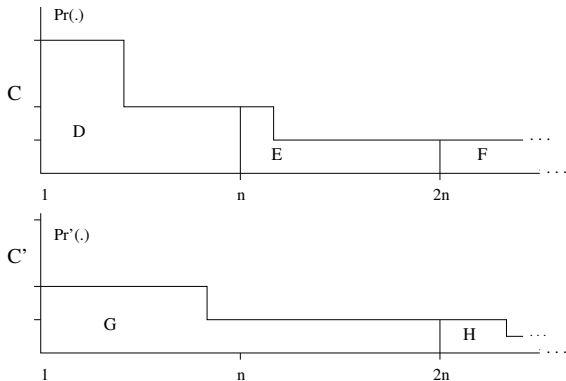 Pr(.)
C
D
E
F
. . .
. . .
1
n
2n
Pr'(.)
C'
G
H
. . .
. . .
1
n
2n